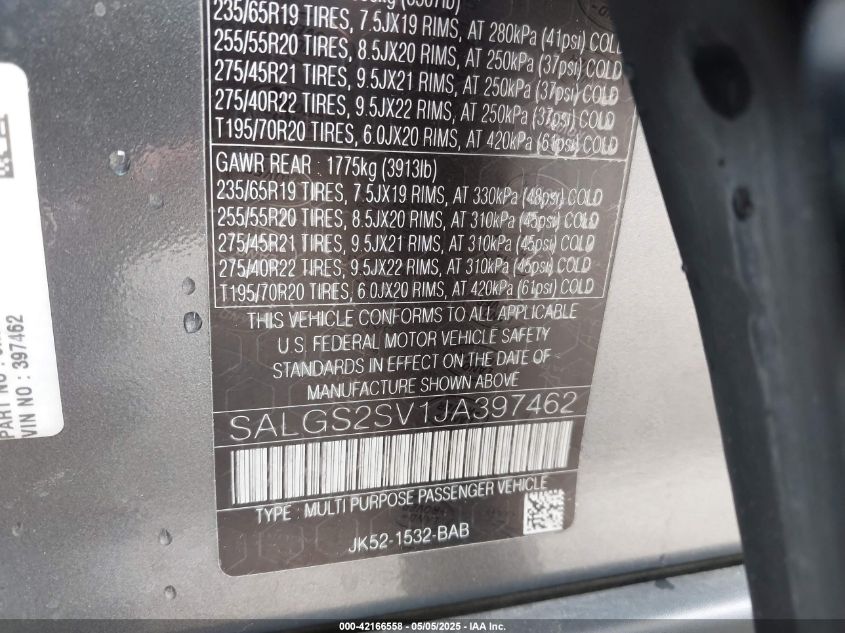 235/65R19 TIRES, 7.5JX19 RIMS, AT 280kPa (41psi) COLD
255/55R20 TIRES, 8.5JX20 RIMS, AT 250kPa (37psi) COLD
275/45R21 TIRES, 9.5JX21 RIMS, AT 250kPa (37psi) COLD
275/40R22 TIRES, 9.5JX22 RIMS, AT 250kPa (37psi) COLD
T195/70R20 TIRES, 6.0JX20 RIMS, AT 420kPa (61psi) COLD
GAWR REAR : 1775kg (3913lb)
235/65R19 TIRES, 7.5JX19 RIMS, AT 330kPa (48psi) COLD
255/55R20 TIRES, 8.5JX20 RIMS, AT 310kPa (45psi) COLD
275/45R21 TIRES, 9.5JX21 RIMS, AT 310kPa (45psi) COLD
275/40R22 TIRES, 9.5JX22 RIMS, AT 310kPa (45psi) COLD
T195/70R20 TIRES, 6.0JX20 RIMS, AT 420kPa (61psi) COLD
THIS VEHICLE CONFORMS TO ALL APPLICABLE
U.S. FEDERAL MOTOR VEHICLE SAFETY
STANDARDS IN EFFECT ON THE DATE OF
MANUFACTURE SHOWN ABOVE
SALGS2SV1JA397462
TYPE : MULTI PURPOSE PASSENGER VEHICLE
JK52-1532-BAB
PART NO :
VIN NO : 397462
000-42166558 - 05/05/2025 - IAA Inc.